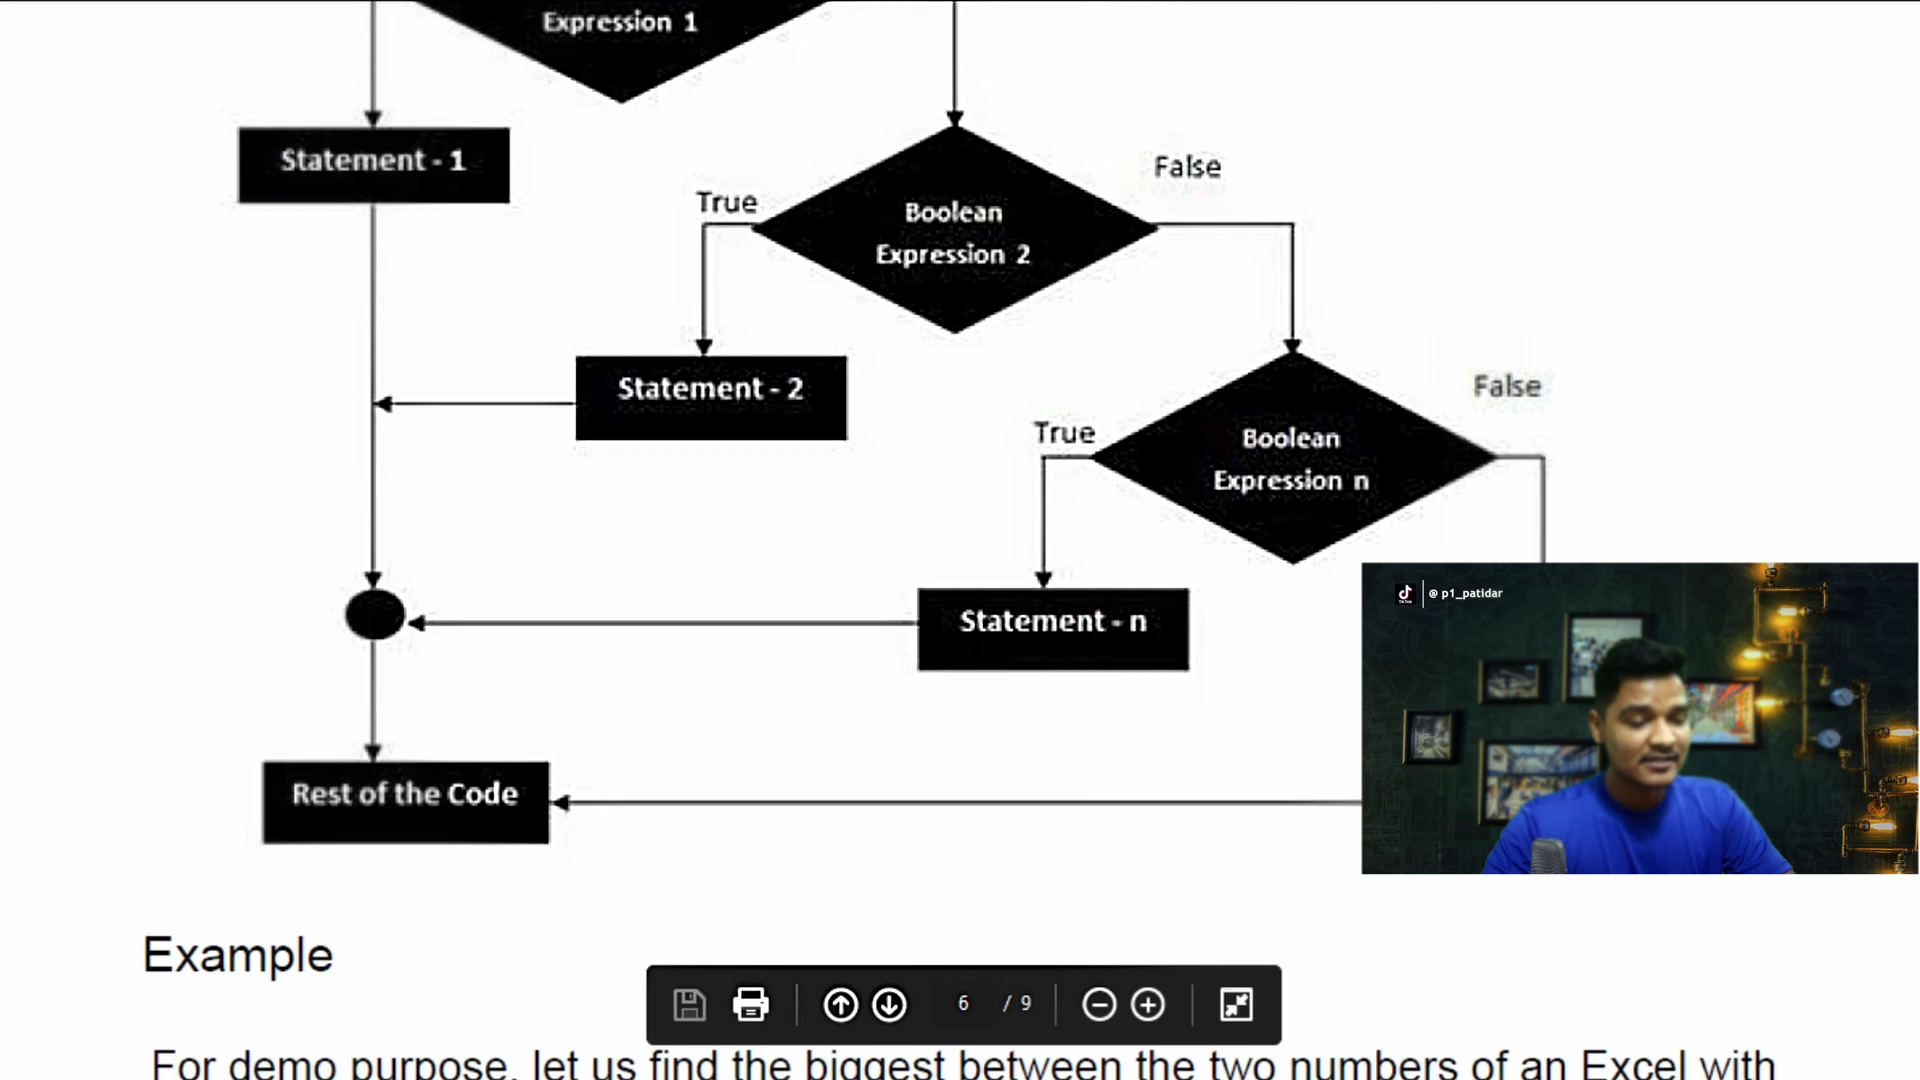 Expression 1
Statement - 1
False
True
Boolean
Expression 2
Statement - 2
False
True
Boolean
Expression n
@ p1_patidar
Statement - n
Rest of the Code
Example
6 / 9
For demo purpose, let us find the biggest between the two numbers of an Excel with